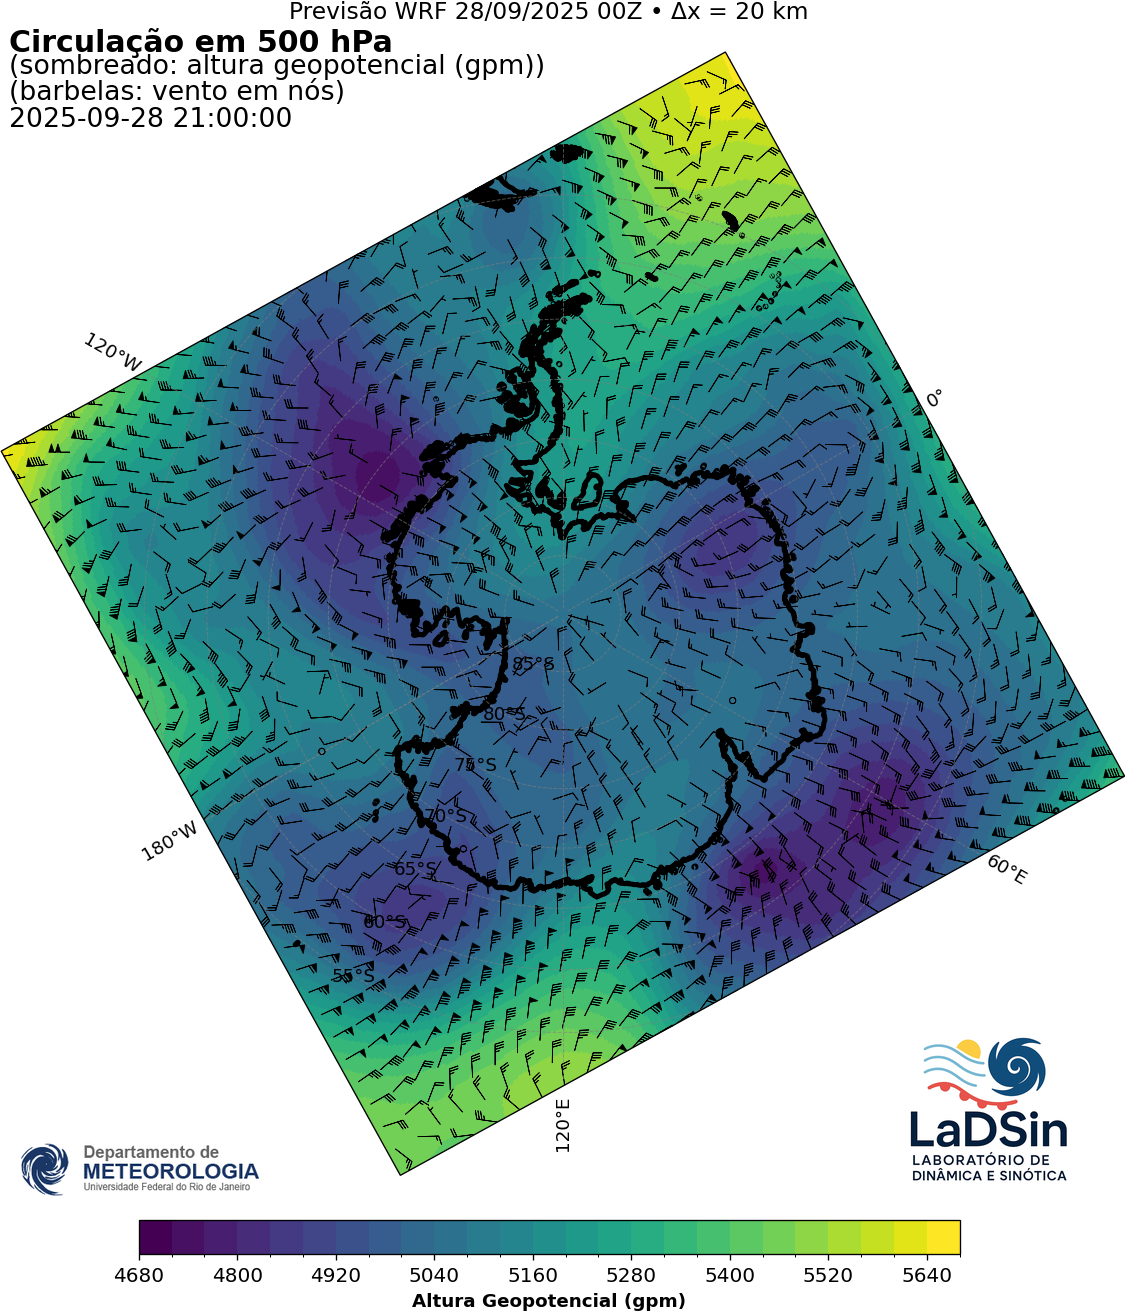 Previsão WRF 28/09/2025 00Z • Δx = 20 km
Circulação em 500 hPa
(sombreado: altura geopotencial (gpm))
(barbelas: vento em nós)
2025-09-28 21:00:00
120°W
0°
85°S
80°S
75°S
70°S
180°W
65°S
60°E
60°S
55°S
120°E
LaDSin
LABORATÓRIO DE
DINÂMICA E SINÓTICA
Departamento de
METEOROLOGIA
Universidade Federal do Rio de Janeiro
4680 4800 4920 5040 5160 5280 5400 5520 5640
Altura Geopotencial (gpm)